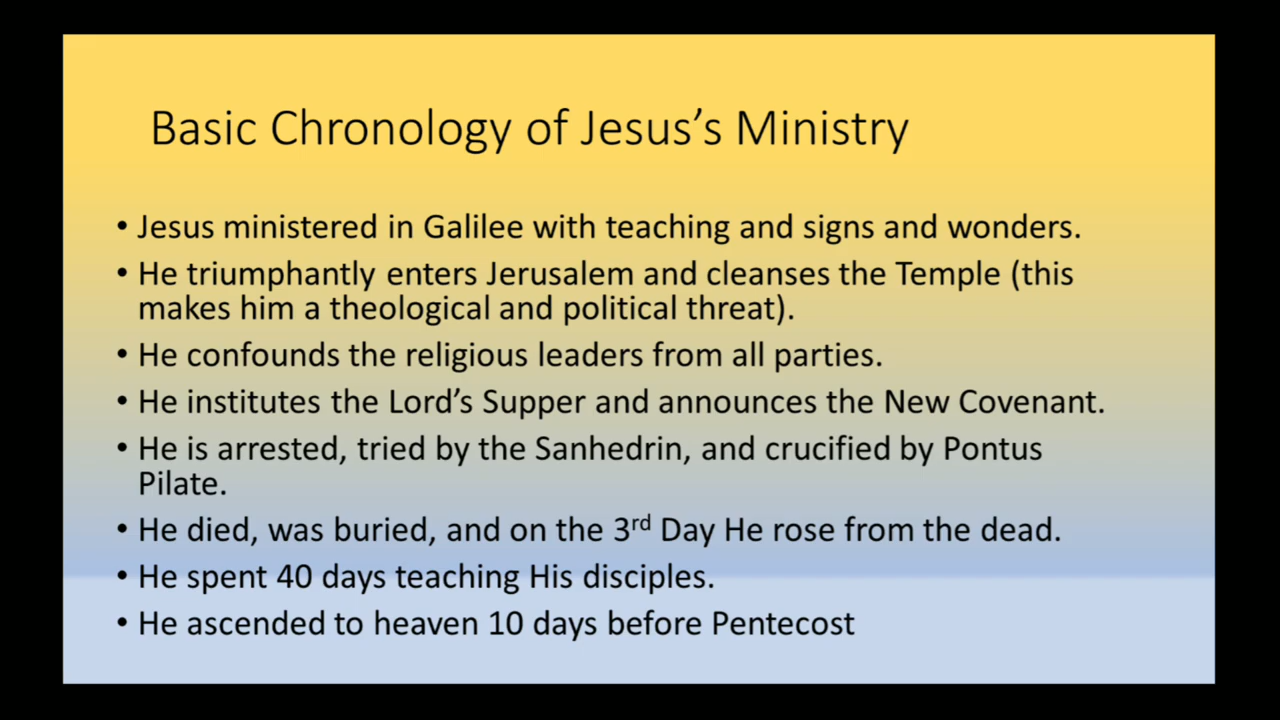 Basic Chronology of Jesus’s Ministry
• Jesus ministered in Galilee with teaching and signs and wonders.
• He triumphantly enters Jerusalem and cleanses the Temple (this
makes him a theological and political threat).
• He confounds the religious leaders from all parties.
• He institutes the Lord’s Supper and announces the New Covenant.
• He is arrested, tried by the Sanhedrin, and crucified by Pontus
Pilate.
• He died, was buried, and on the 3rd Day He rose from the dead.
• He spent 40 days teaching His disciples.
• He ascended to heaven 10 days before Pentecost